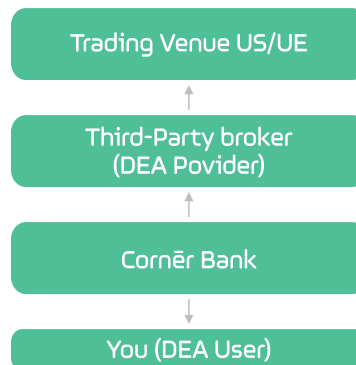 Trading Venue US/UE
Third-Party broker
(DEA Povider)
Cornēr Bank
You (DEA User)